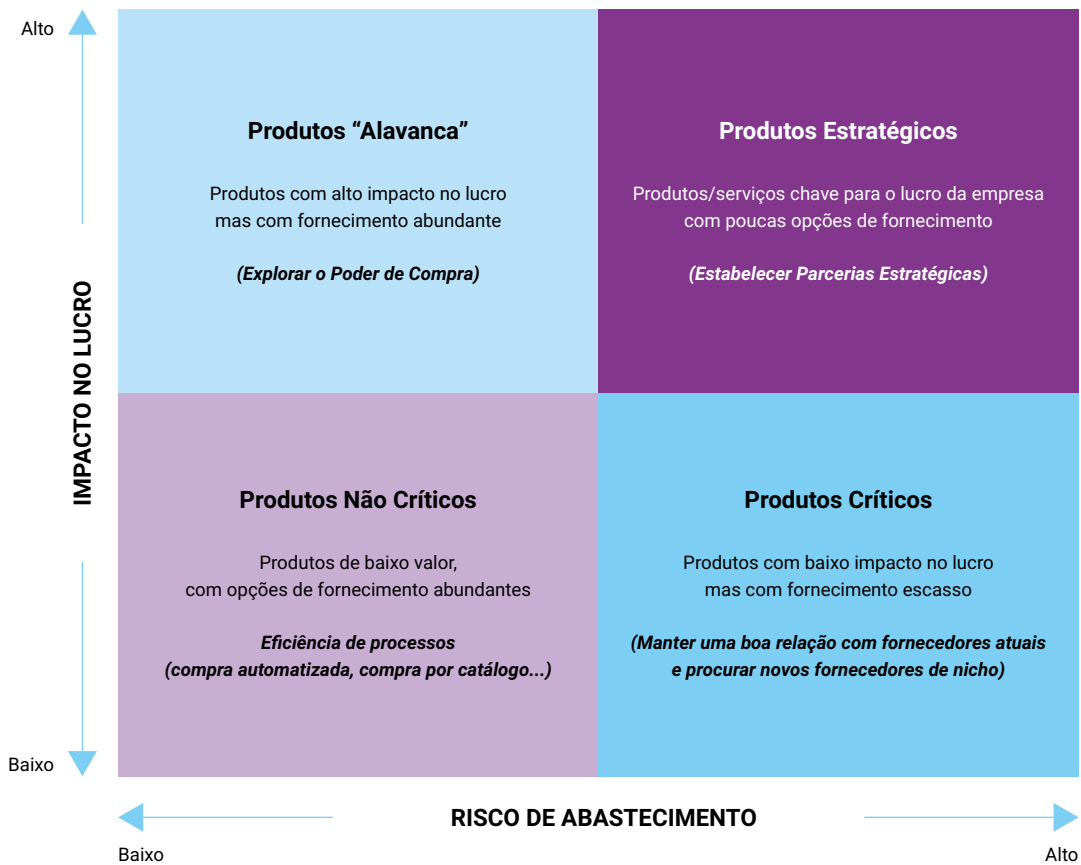 Alto
IMPACTO NO LUCRO
Baixo
Produtos “Alavanca”
Produtos com alto impacto no lucro
mas com fornecimento abundante
(Explorar o Poder de Compra)
Produtos Estratégicos
Produtos/serviços chave para o lucro da empresa
com poucas opções de fornecimento
(Estabelecer Parcerias Estratégicas)
Produtos Não Críticos
Produtos de baixo valor,
com opções de fornecimento abundantes
Eficiência de processos
(compra automatizada, compra por catálogo...)
Produtos Críticos
Produtos com baixo impacto no lucro
mas com fornecimento escasso
(Manter uma boa relação com fornecedores atuais
e procurar novos fornecedores de nicho)
RISCO DE ABASTECIMENTO
Baixo
Alto